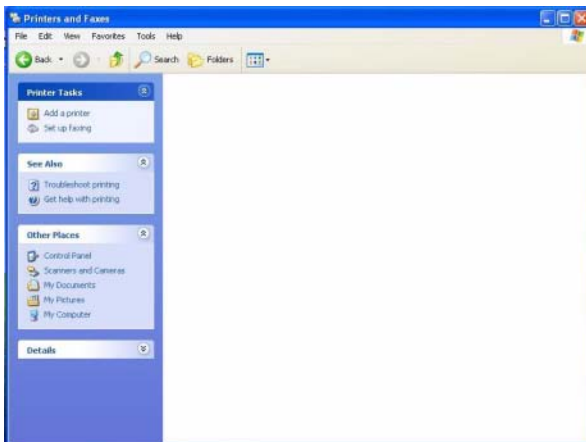 Printers and Faxes
File Edit View Favorites Tools Help
Back Search Folders
Printer Tasks
Add a printer
Set up faxing
See Also
Troubleshoot printing
Get help with printing
Other Places
Control Panel
Scanners and Cameras
My Documents
My Pictures
My Computer
Details